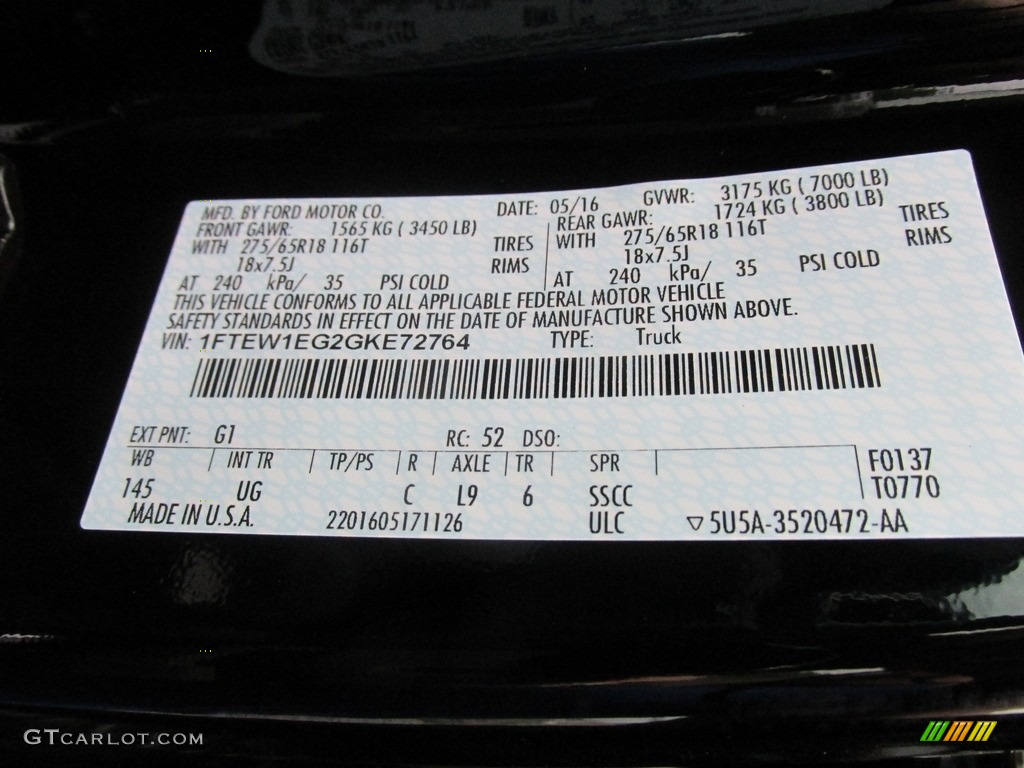 MFD. BY FORD MOTOR CO. DATE: 05/16 GVWR: 3175 KG ( 7000 LB)
FRONT GAWR: 1565 KG ( 3450 LB) REAR GAWR: 1724 KG ( 3800 LB)
WITH 275/65R18 116T TIRES WITH 275/65R18 116T TIRES
18x7.5J RIMS 18x7.5J RIMS
AT 240 kPa/ 35 PSI COLD AT 240 kPa/ 35 PSI COLD
THIS VEHICLE CONFORMS TO ALL APPLICABLE FEDERAL MOTOR VEHICLE
SAFETY STANDARDS IN EFFECT ON THE DATE OF MANUFACTURE SHOWN ABOVE.
VIN: 1FTEW1EG2GKE72764 TYPE: Truck
EXT PNT: G1 RC: 52 DSO:
WB INT TR TP/PS R AXLE TR SPR F0137
145 UG C L9 6 SSCC T0770
MADE IN U.S.A. 2201605171126 ULC ▽5U5A-3520472-AA
GTCARLOT.COM